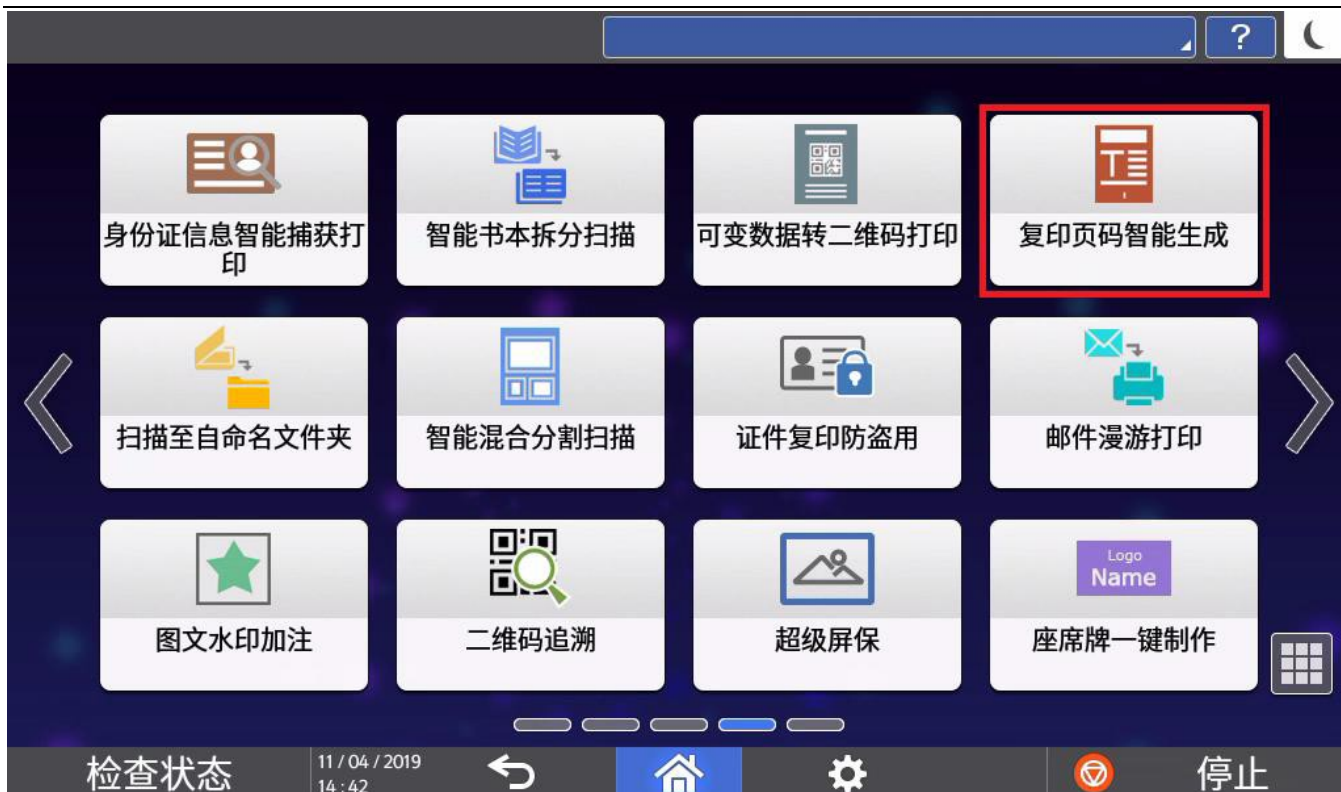 ?
身份证信息智能捕获打
印
智能书本拆分扫描
可变数据转二维码打印
复印页码智能生成
扫描至自命名文件夹
智能混合分割扫描
证件复印防盗用
邮件漫游打印
图文水印加注
二维码追溯
超级屏保
Logo
Name
座席牌一键制作
检查状态
11 / 04 / 2019
14 : 42
停止